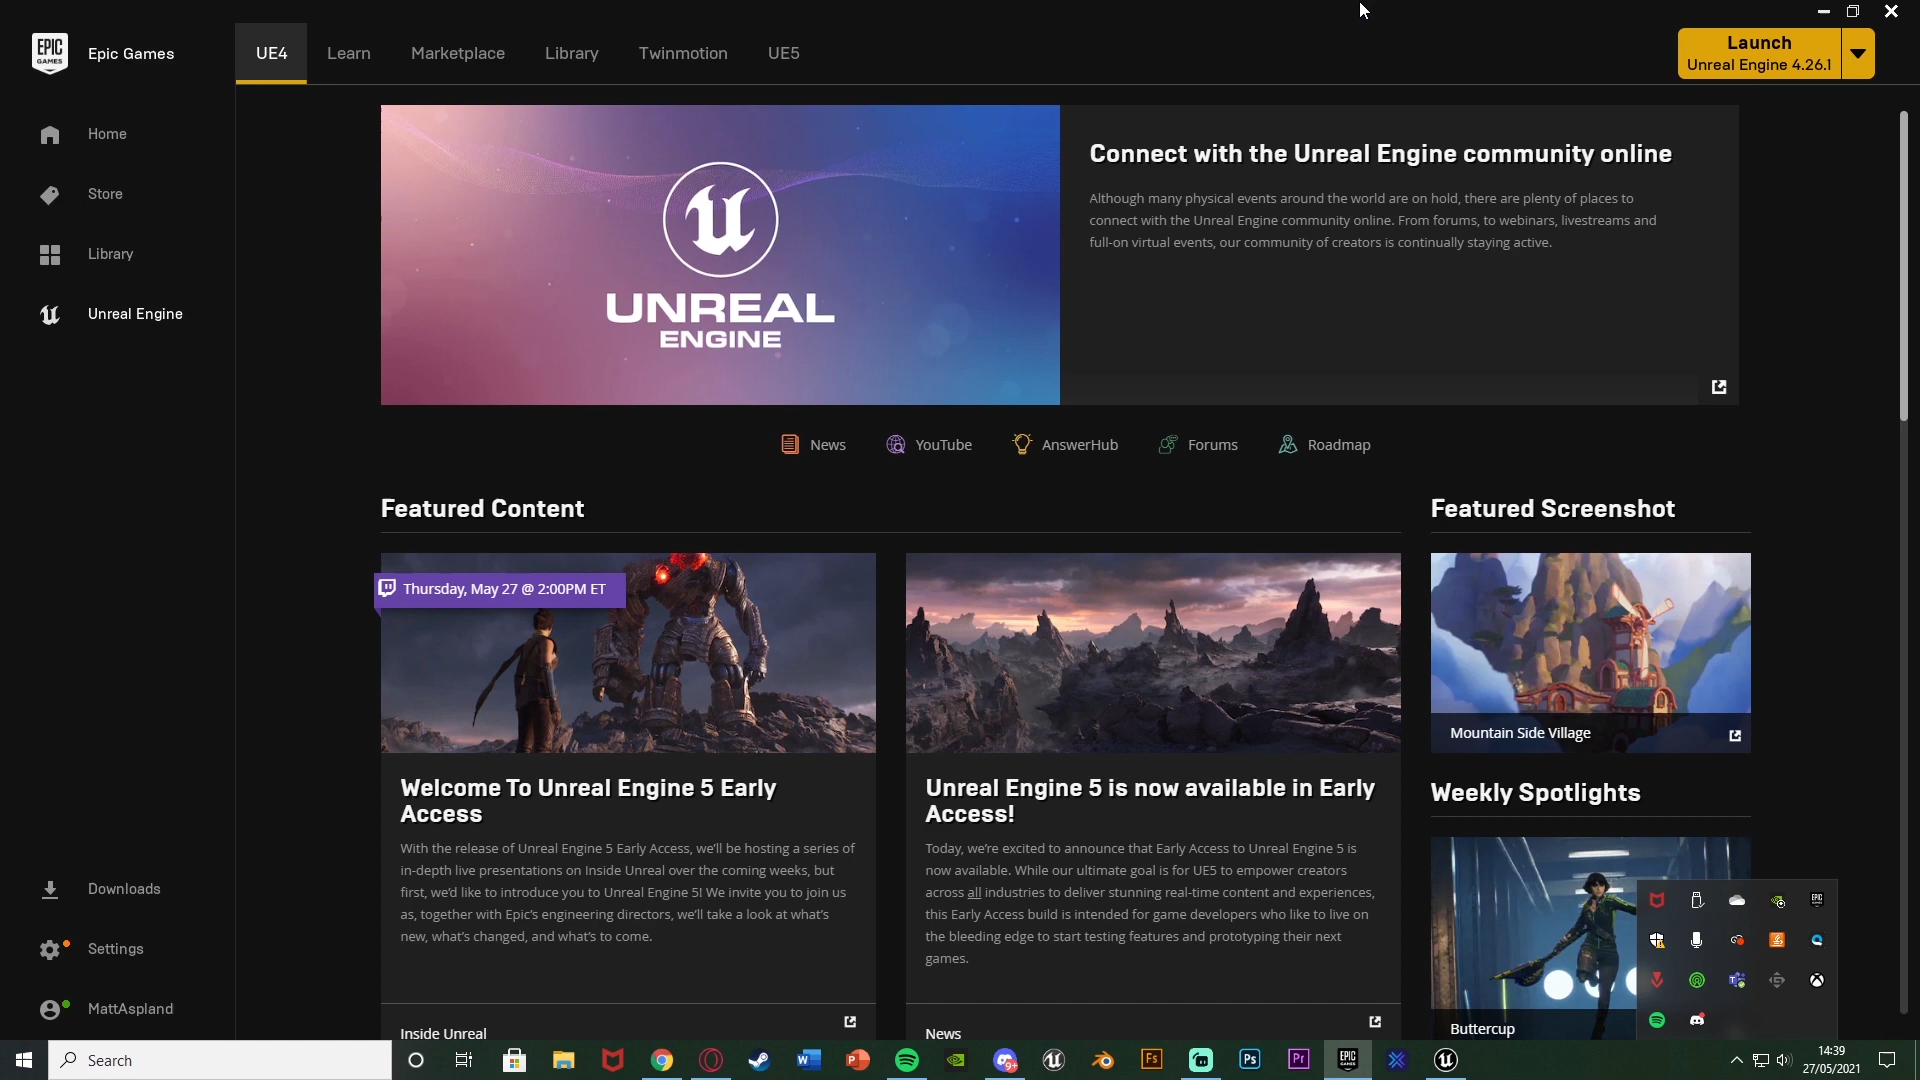 EPIC
GAMES
Epic Games
UE4
Learn
Marketplace
Library
Twinmotion
UE5
Launch
Unreal Engine 4.26.1
Home
Store
Library
Unreal Engine
UNREAL
ENGINE
Connect with the Unreal Engine community online
Although many physical events around the world are on hold, there are plenty of places to
connect with the Unreal Engine community online. From forums, to webinars, livestreams and
full-on virtual events, our community of creators is continually staying active.
News
YouTube
AnswerHub
Forums
Roadmap
Featured Content
Featured Screenshot
Thursday, May 27 @ 2:00PM ET
Mountain Side Village
Welcome To Unreal Engine 5 Early
Access
With the release of Unreal Engine 5 Early Access, we'll be hosting a series of
in-depth live presentations on Inside Unreal over the coming weeks, but
first, we'd like to introduce you to Unreal Engine 5! We invite you to join us
as, together with Epic's engineering directors, we'll take a look at what's
new, what's changed, and what's to come.
Inside Unreal
Unreal Engine 5 is now available in Early
Access!
Today, we're excited to announce that Early Access to Unreal Engine 5 is
now available. While our ultimate goal is for UE5 to empower creators
across all industries to deliver stunning real-time content and experiences,
this Early Access build is intended for game developers who like to live on
the bleeding edge to start testing features and prototyping their next
games.
News
Weekly Spotlights
Buttercup
Downloads
Settings
MattAspland
Search
Fs
Ps
Pr
EPIC
GAMES
14:39
27/05/2021